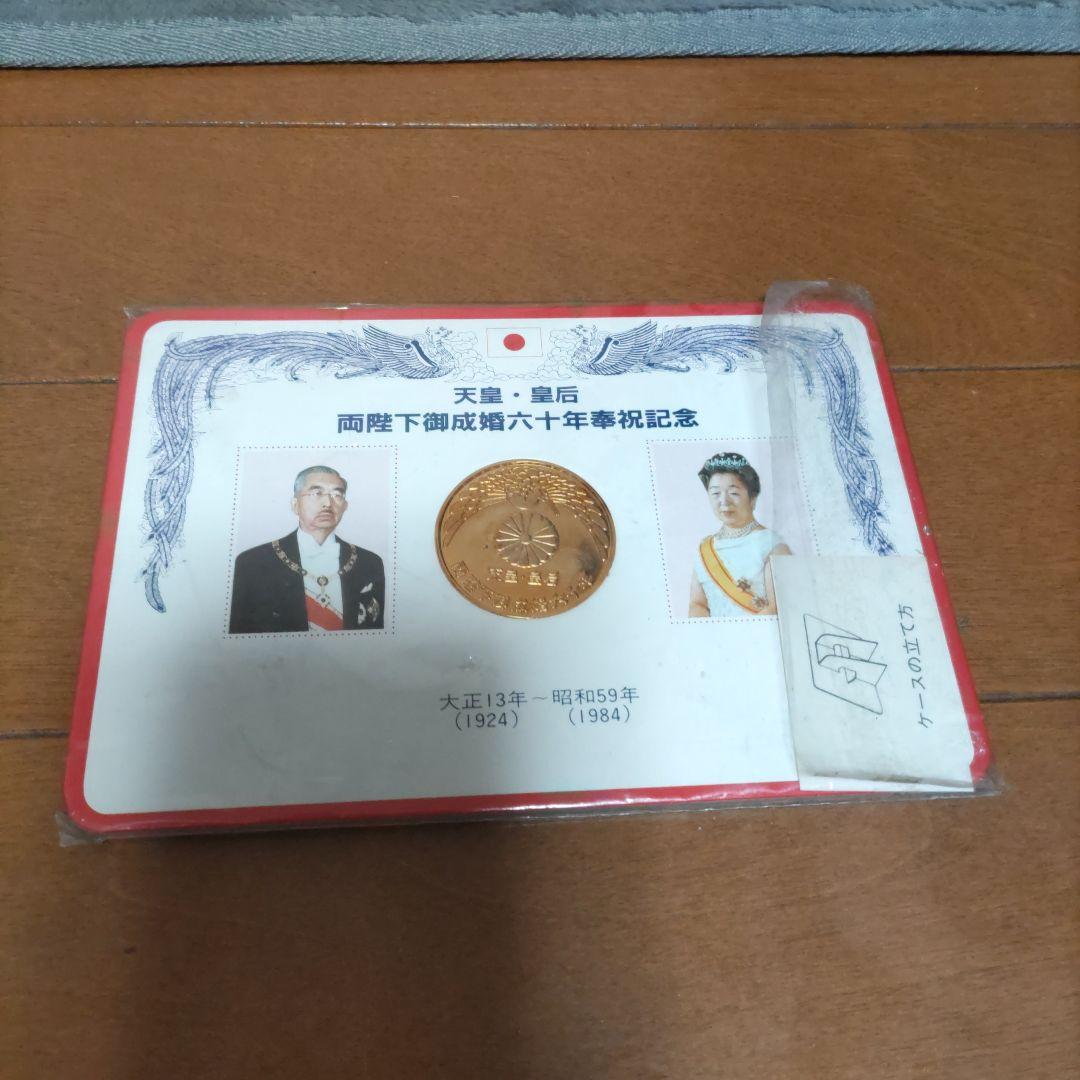 天皇・皇后
両陛下御成婚六十年奉祝記念
天皇・皇后
大正13年～昭和59年
(1924) (1984)
ケースの立て方